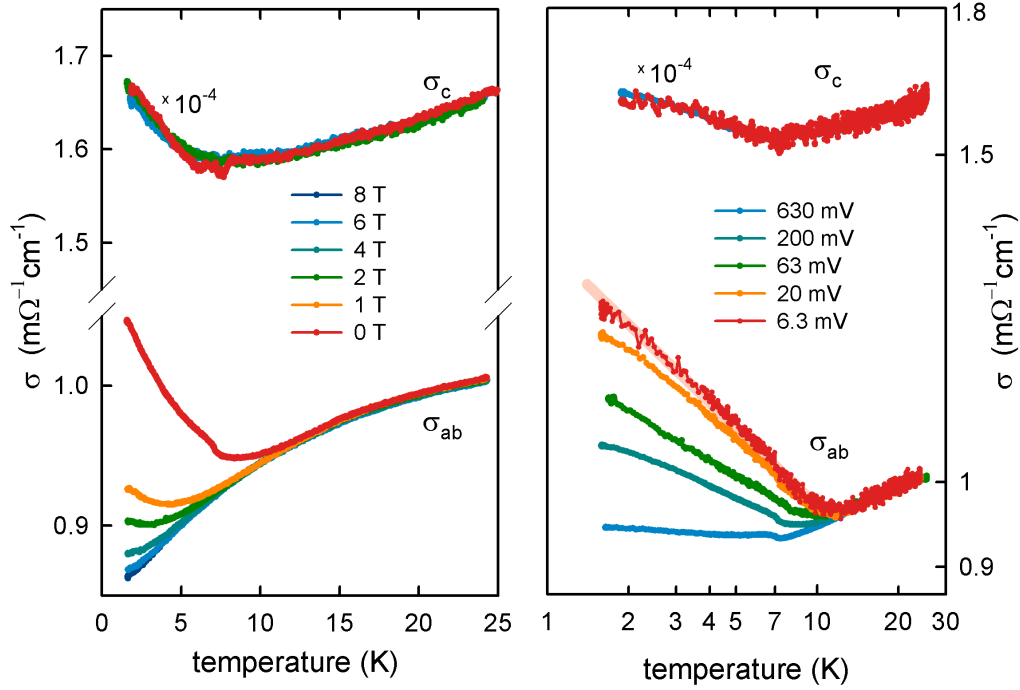 1.7
1.6
1.5
1.0
0.9
σ (mΩ⁻¹cm⁻¹)
× 10⁻⁴
σc
8 T
6 T
4 T
2 T
1 T
0 T
σab
0 5 10 15 20 25
temperature (K)
× 10⁻⁴
σc
630 mV
200 mV
63 mV
20 mV
6.3 mV
σab
1.8
1.5
1
0.9
σ (mΩ⁻¹cm⁻¹)
1 2 3 4 5 7 10 20 30
temperature (K)